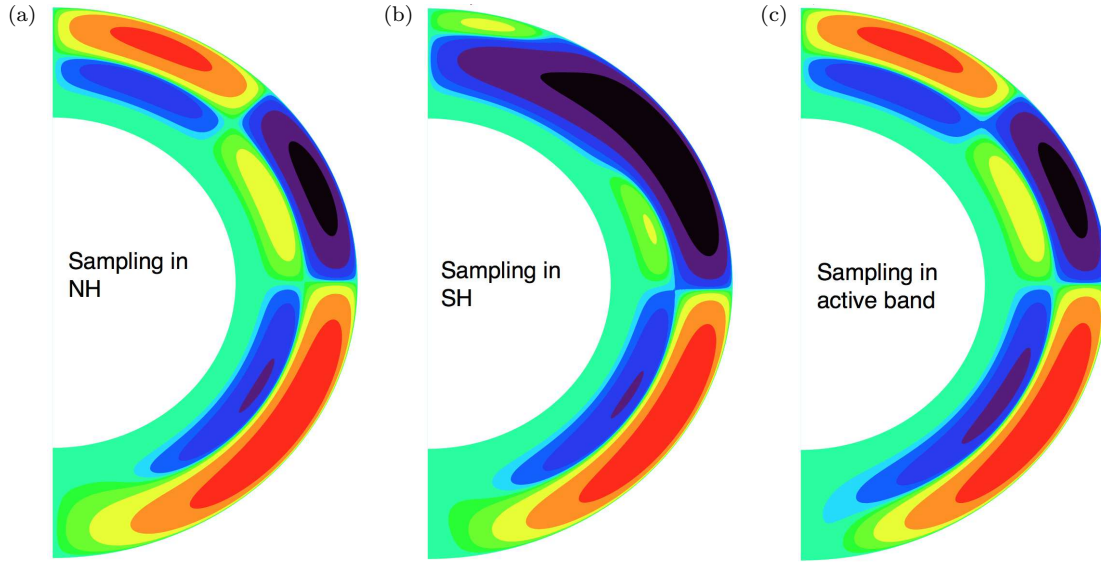 (a)
(b)
(c)
Sampling in
NH
Sampling in
SH
Sampling in
active band